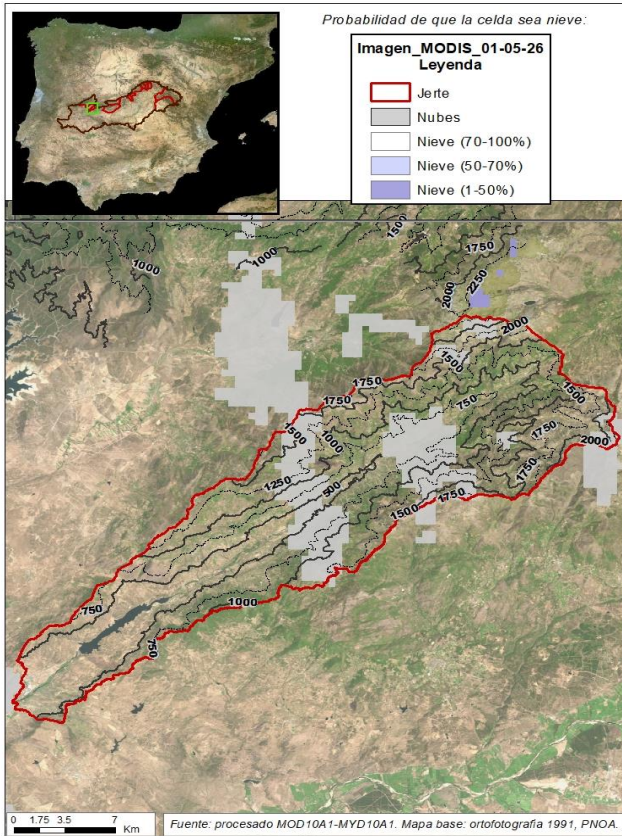 Probabilidad de que la celda sea nieve:
Imagen_MODIS_01-05-26
Leyenda
Jerte
Nubes
Nieve (70-100%)
Nieve (50-70%)
Nieve (1-50%)
1500
1750
1000
1000
2250
2000
2000
1500
1750
1750
750
1500
1500
1000
1750
2000
1250
500
1750
1750
1500
1000
750
750
0 1.75 3.5 7
Km
Fuente: procesado MOD10A1-MYD10A1. Mapa base: ortofotografia 1991, PNOA.